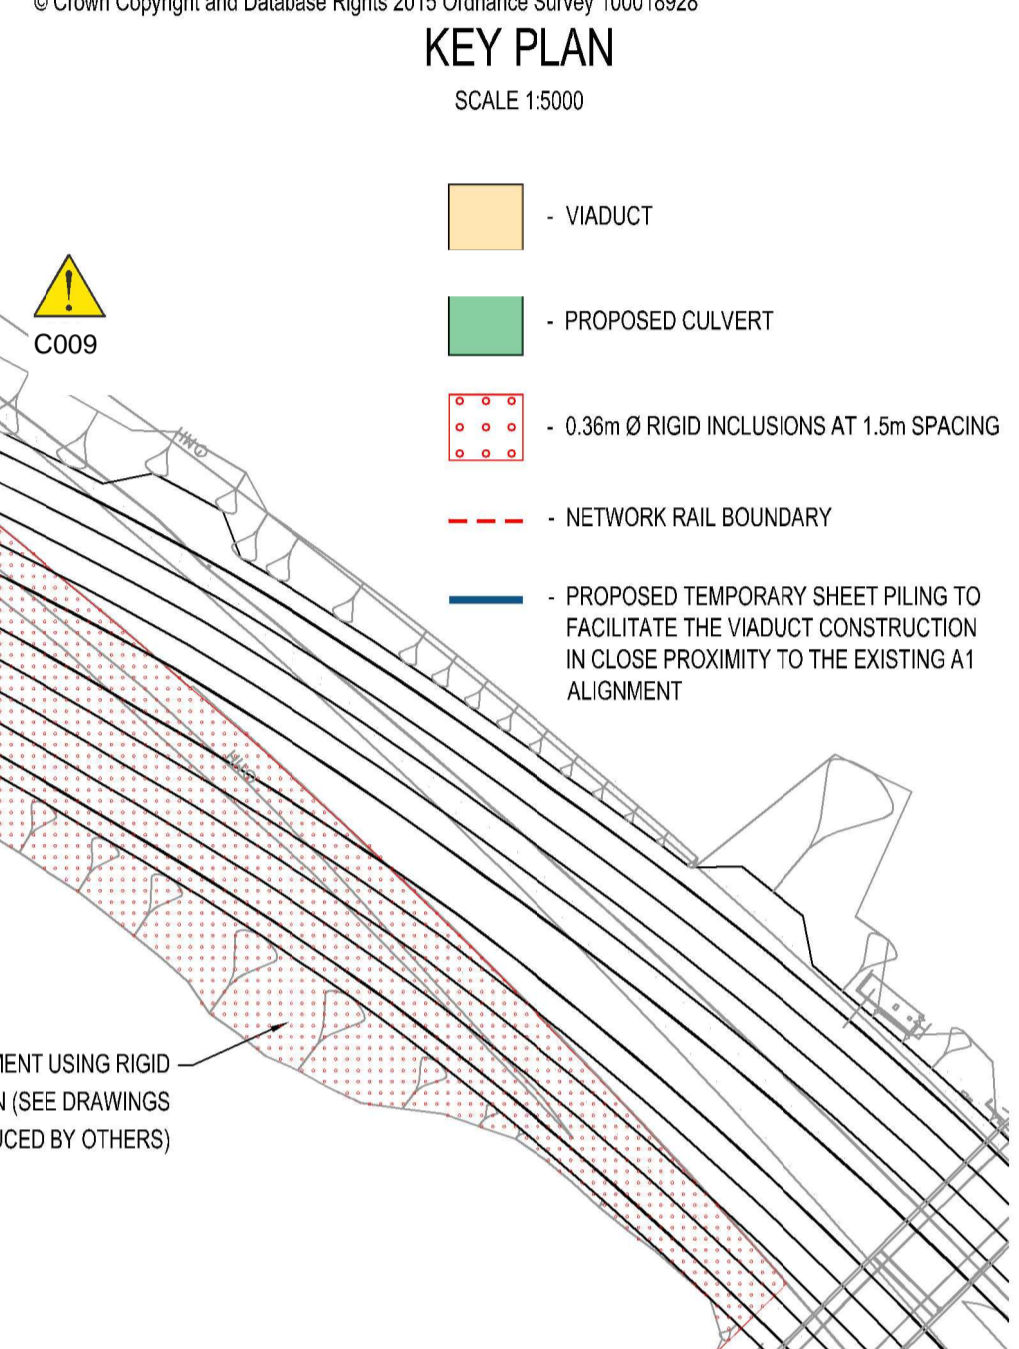 © Crown Copyright and Database Rights 2015 Ordnance Survey 100018928
KEY PLAN
SCALE 1:5000
- VIADUCT
- PROPOSED CULVERT
C009
- 0.36m Ø RIGID INCLUSIONS AT 1.5m SPACING
- NETWORK RAIL BOUNDARY
- PROPOSED TEMPORARY SHEET PILING TO
FACILITATE THE VIADUCT CONSTRUCTION
IN CLOSE PROXIMITY TO THE EXISTING A1
ALIGNMENT
USING RIGID
(SEE DRAWINGS
BY OTHERS)